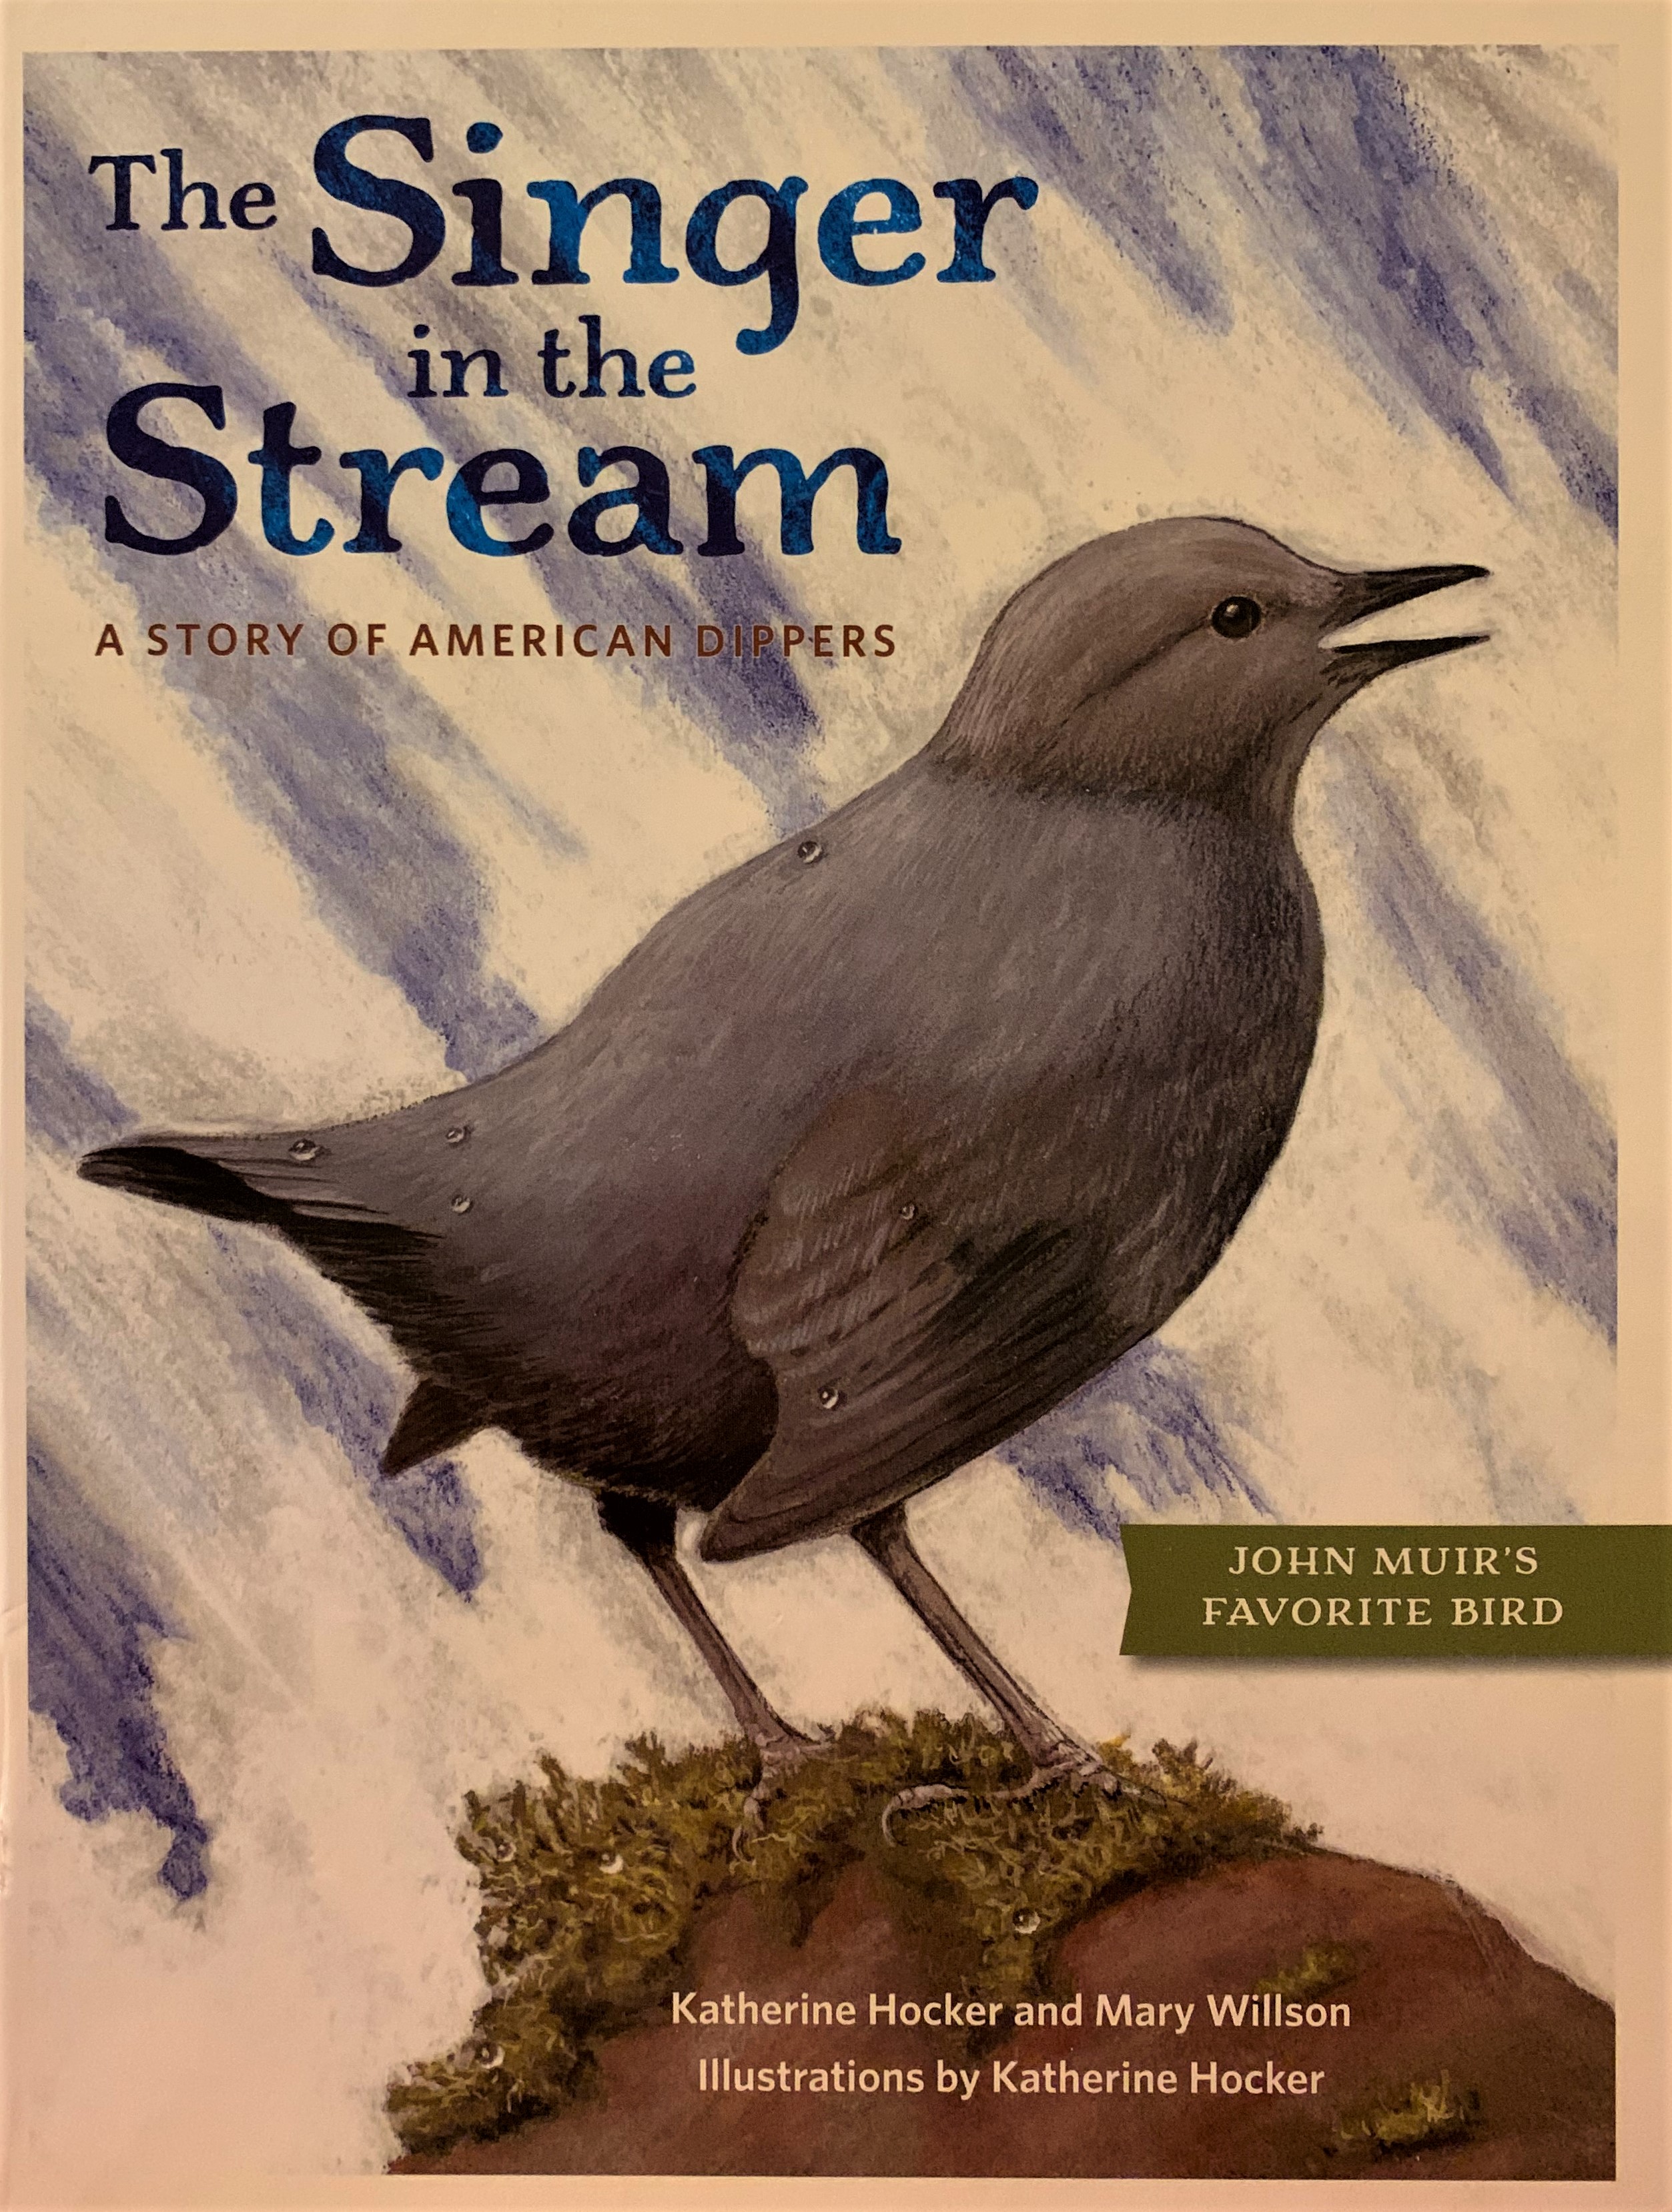 The Singer
in the
Stream
A STORY OF AMERICAN DIPPERS
JOHN MUIR'S
FAVORITE BIRD
Katherine Hocker and Mary Willson
Illustrations by Katherine Hocker